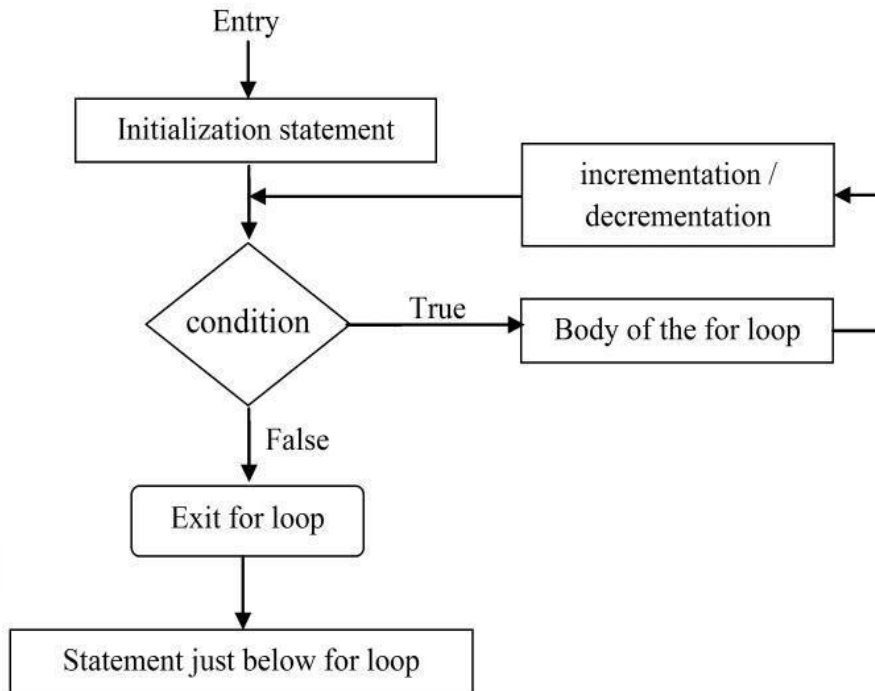 Entry
Initialization statement
incrementation /
decrementation
condition
True
Body of the for loop
False
Exit for loop
Statement just below for loop